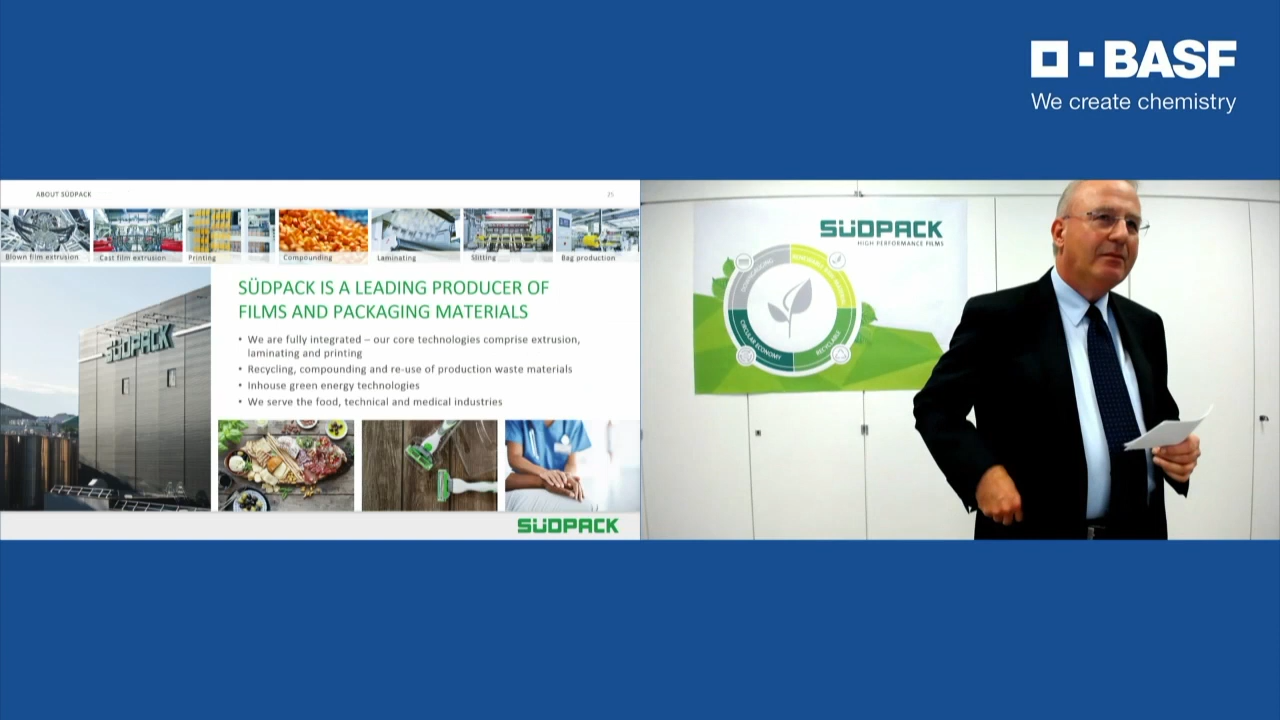 BASF
We create chemistry
ABOUT SÜDPACK
25
Blown film extrusion
Cast film extrusion
Printing
Compounding
Laminating
Slitting
Bag production
SÜDPACK IS A LEADING PRODUCER OF
FILMS AND PACKAGING MATERIALS
SÜDPACK
• We are fully integrated – our core technologies comprise extrusion,
laminating and printing
• Recycling, compounding and re-use of production waste materials
• Inhouse green energy technologies
• We serve the food, technical and medical industries
SÜDPACK
SÜDPACK
HIGH PERFORMANCE FILMS
CIRCULAR ECONOMY
RECYCLABLE